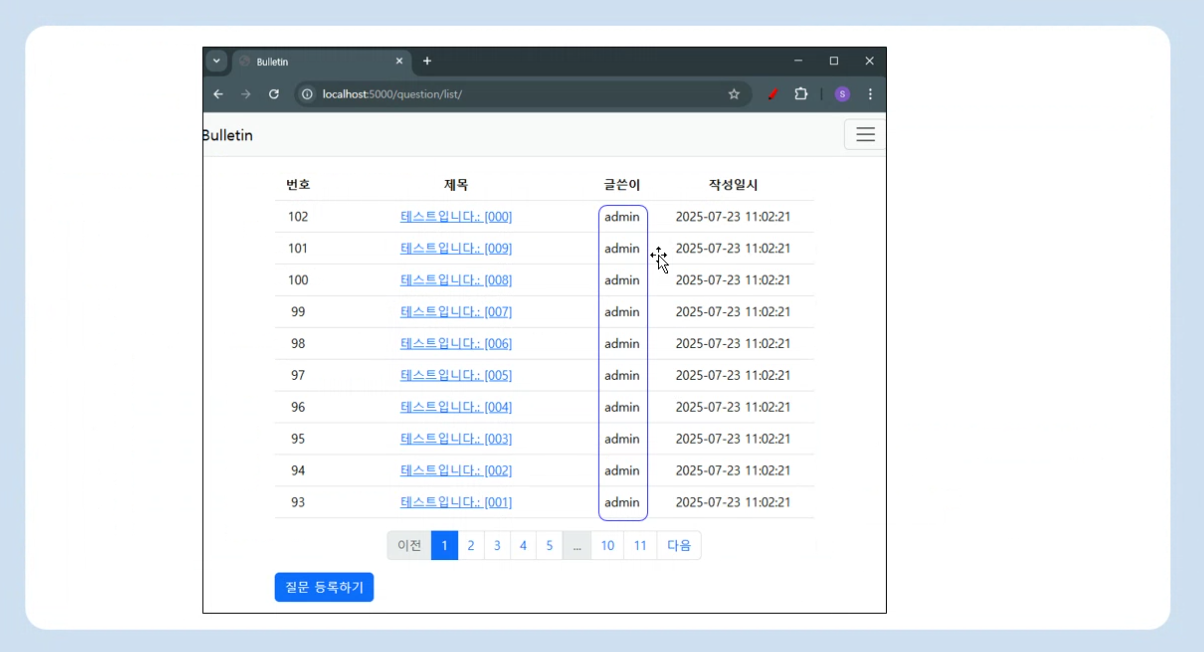 Bulletin
localhost:5000/question/list/
S
Bulletin
번호 제목 글쓴이 작성일시
102 테스트입니다.: [000] admin 2025-07-23 11:02:21
101 테스트입니다.: [009] admin 2025-07-23 11:02:21
100 테스트입니다.: [008] admin 2025-07-23 11:02:21
99 테스트입니다.: [007] admin 2025-07-23 11:02:21
98 테스트입니다.: [006] admin 2025-07-23 11:02:21
97 테스트입니다.: [005] admin 2025-07-23 11:02:21
96 테스트입니다.: [004] admin 2025-07-23 11:02:21
95 테스트입니다.: [003] admin 2025-07-23 11:02:21
94 테스트입니다.: [002] admin 2025-07-23 11:02:21
93 테스트입니다.: [001] admin 2025-07-23 11:02:21
이전 1 2 3 4 5 ... 10 11 다음
질문 등록하기